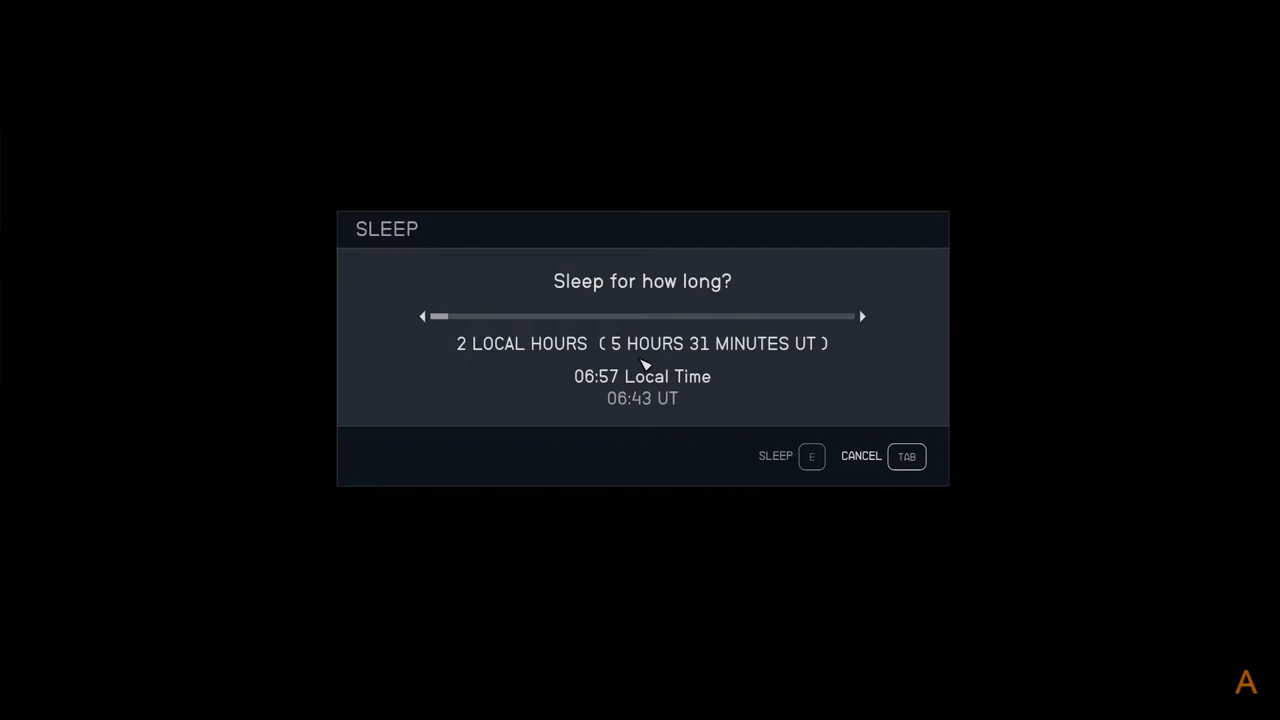 SLEEP
Sleep for how long?
2 LOCAL HOURS ( 5 HOURS 31 MINUTES UT )
06:57 Local Time
06:43 UT
SLEEP E CANCEL TAB
A